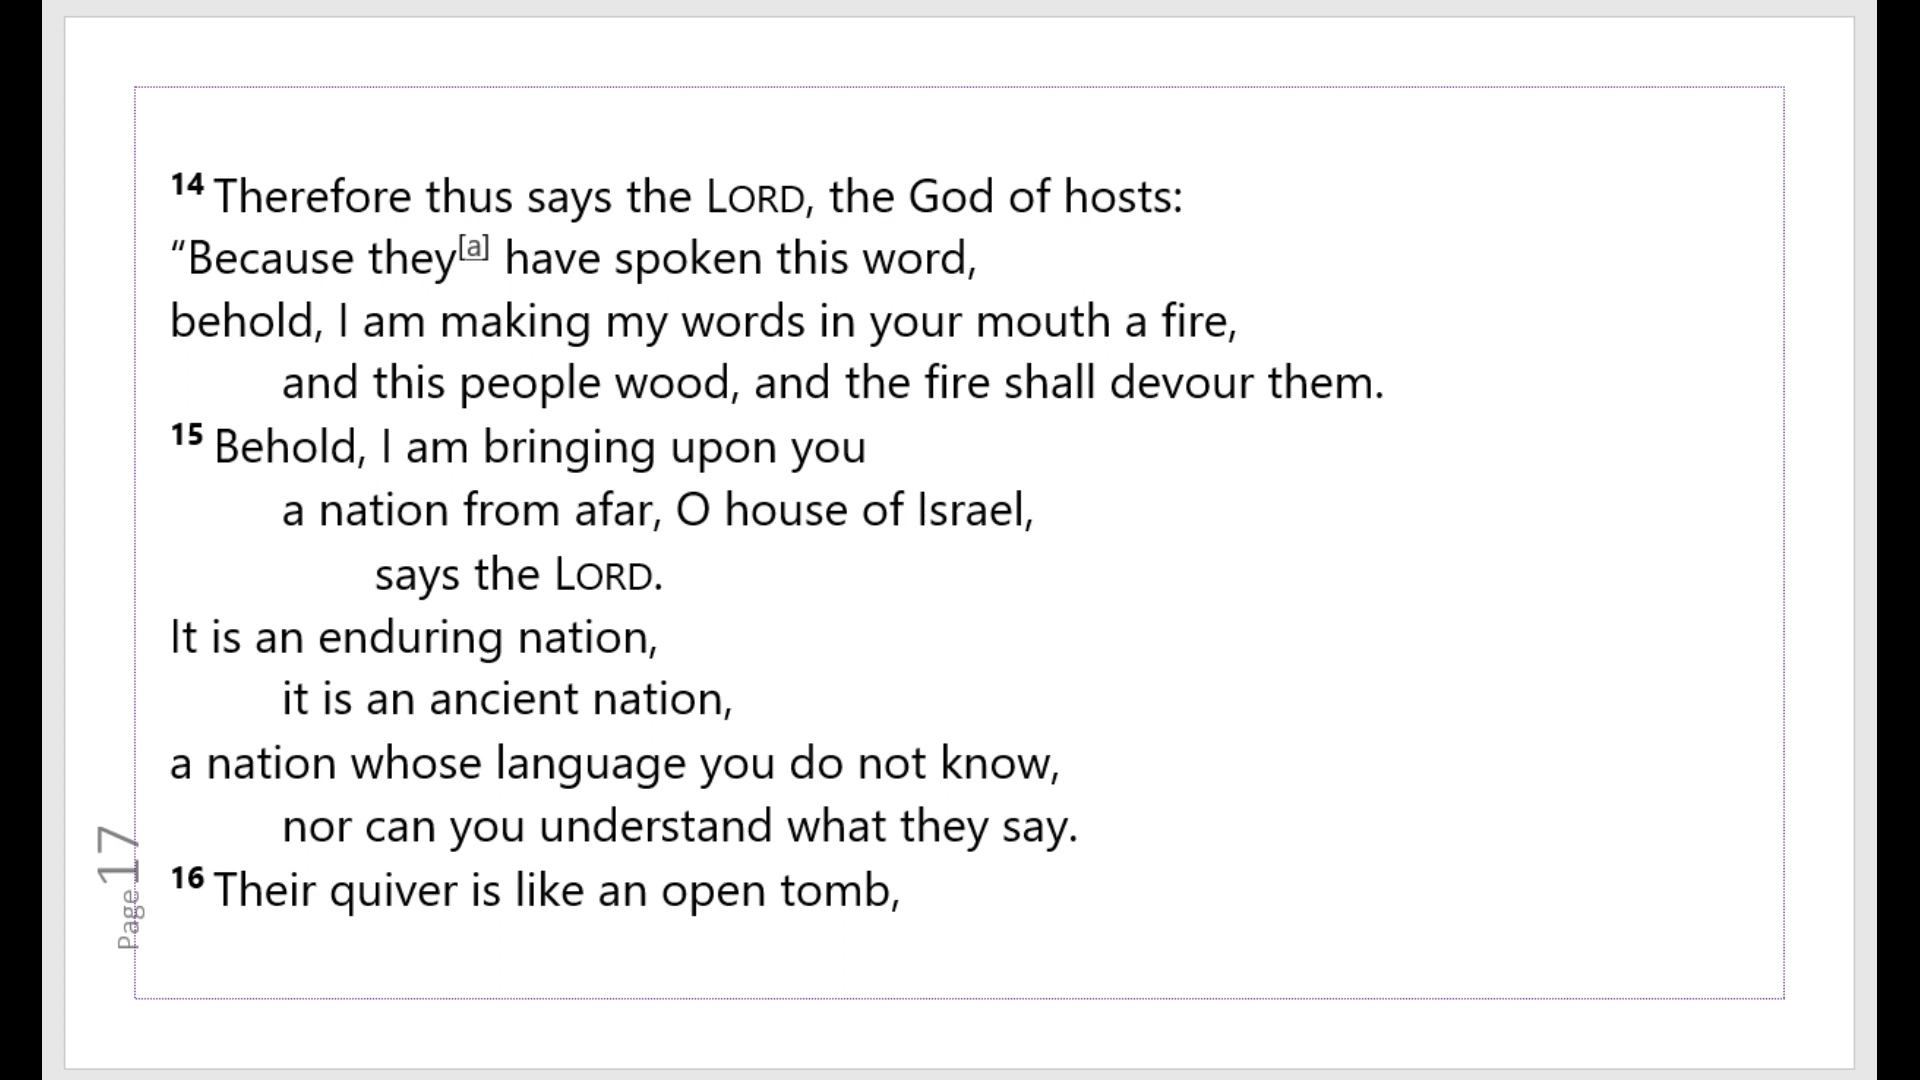 14 Therefore thus says the LORD, the God of hosts:
“Because they[a] have spoken this word,
behold, I am making my words in your mouth a fire,
and this people wood, and the fire shall devour them.
15 Behold, I am bringing upon you
a nation from afar, O house of Israel,
says the LORD.
It is an enduring nation,
it is an ancient nation,
a nation whose language you do not know,
nor can you understand what they say.
16 Their quiver is like an open tomb,
Page 17